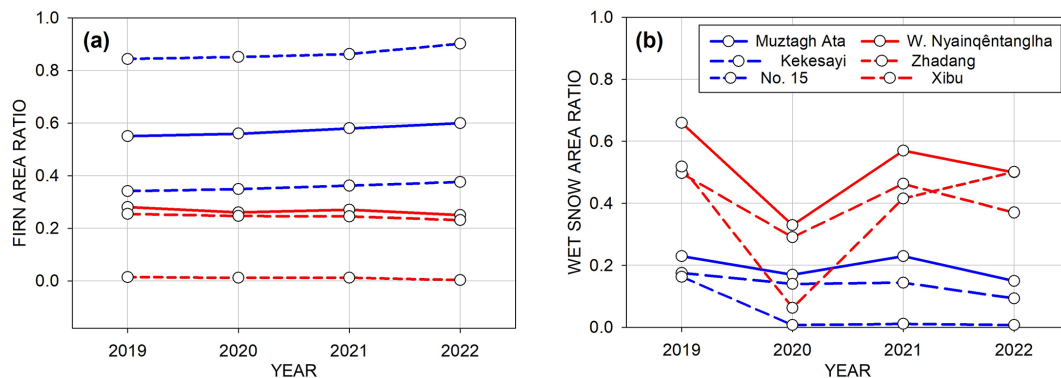 (a)
FIRN AREA RATIO
1.0
0.8
0.6
0.4
0.2
0.0
2019 2020 2021 2022
YEAR
(b)
WET SNOW AREA RATIO
1.0
0.8
0.6
0.4
0.2
0.0
Muztagh Ata W. Nyainqêntanglha
Kekesayi Zhadang
No. 15 Xibu
2019 2020 2021 2022
YEAR